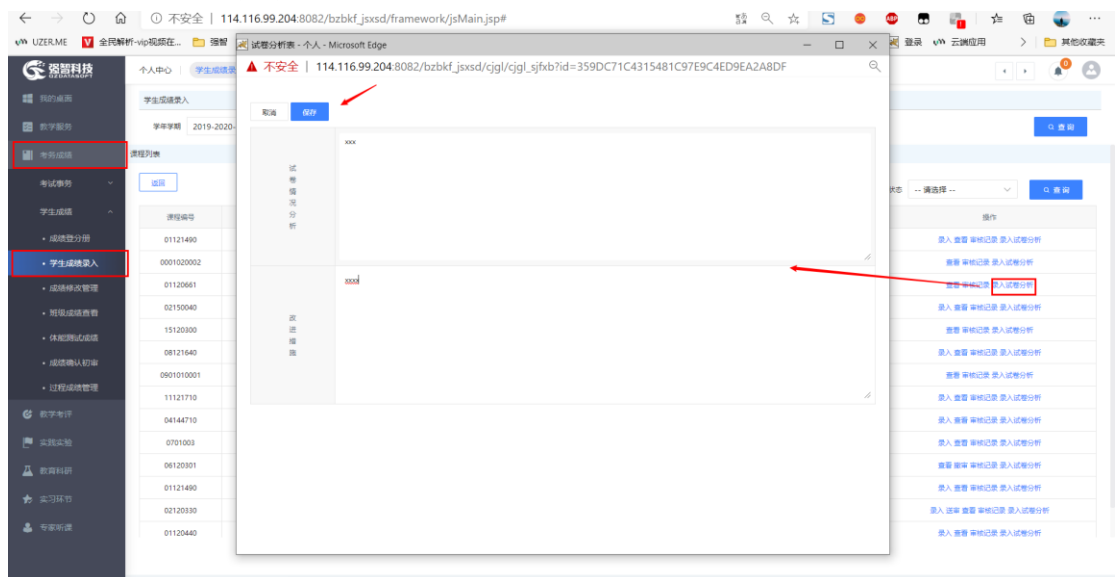 不安全 | 114.116.99.204:8082/bzbkf_jsxsd/framework/jsMain.jsp#
UZER.ME
全民解析-vip视频在...
强智
登录
云端应用
其他收藏夹
试卷分析表 - 个人 - Microsoft Edge
不安全 | 114.116.99.204:8082/bzbkf_jsxsd/cjgl/cjgl_sjfxb?id=359DC71C4315481C97E9C4ED9EA2A8DF
强智科技
QZDATASOFT
个人中心
学生成绩录
我的桌面
教学服务
考务成绩
考试事务
学生成绩
• 成绩登分册
• 学生成绩录入
• 成绩修改管理
• 班级成绩查看
• 体能测试成绩
• 成绩确认初审
• 过程成绩管理
教学考评
实践实验
教育科研
实习环节
专家听课
学生成绩录入
学年学期 2019-2020-
查 询
课程列表
返回
状态 -- 请选择 --
查 询
课程编号
操作
01121490
录入 查看 审核记录 录入试卷分析
0001020002
查看 审核记录 录入试卷分析
01120661
查看 审核记录 录入试卷分析
02150040
录入 查看 审核记录 录入试卷分析
15120300
查看 审核记录 录入试卷分析
08121640
录入 查看 审核记录 录入试卷分析
0901010001
查看 审核记录 录入试卷分析
11121710
录入 查看 审核记录 录入试卷分析
04144710
录入 查看 审核记录 录入试卷分析
0701003
录入 查看 审核记录 录入试卷分析
06120301
查看 撤审 审核记录 录入试卷分析
01121490
录入 查看 审核记录 录入试卷分析
02120330
录入 送审 查看 审核记录 录入试卷分析
01120440
录入 查看 审核记录 录入试卷分析
取消
保存
试卷情况分析
xxx
改进措施
xxxx